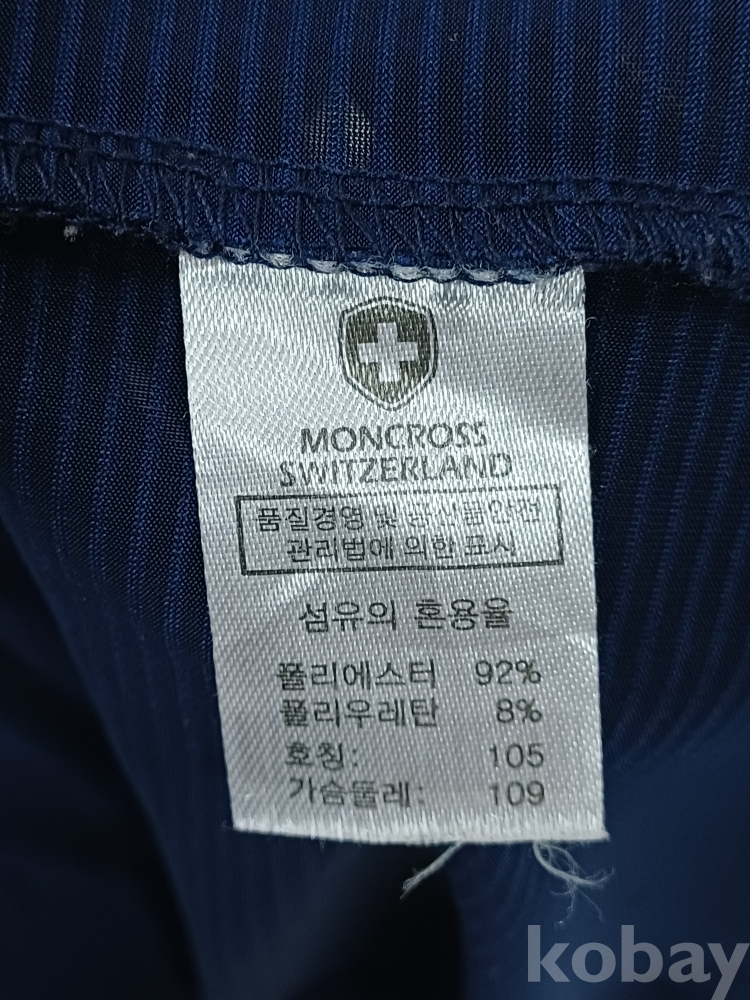 MONCROSS
SWITZERLAND
품질경영 및 공산품안전
관리법에 의한 표시
섬유의 혼용율
폴리에스터 92%
폴리우레탄 8%
호칭: 105
가슴둘레: 109
kobay